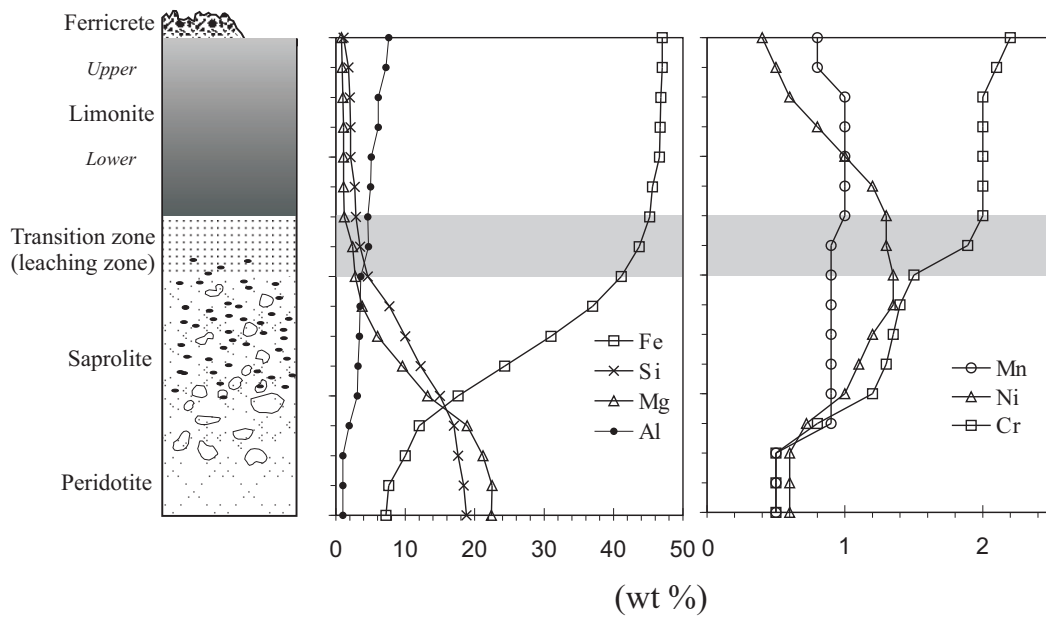 Ferricrete
Upper
Limonite
Lower
Transition zone
(leaching zone)
Saprolite
Peridotite
Fe
Si
Mg
Al
0 10 20 30 40 50
Mn
Ni
Cr
0 1 2
(wt %)